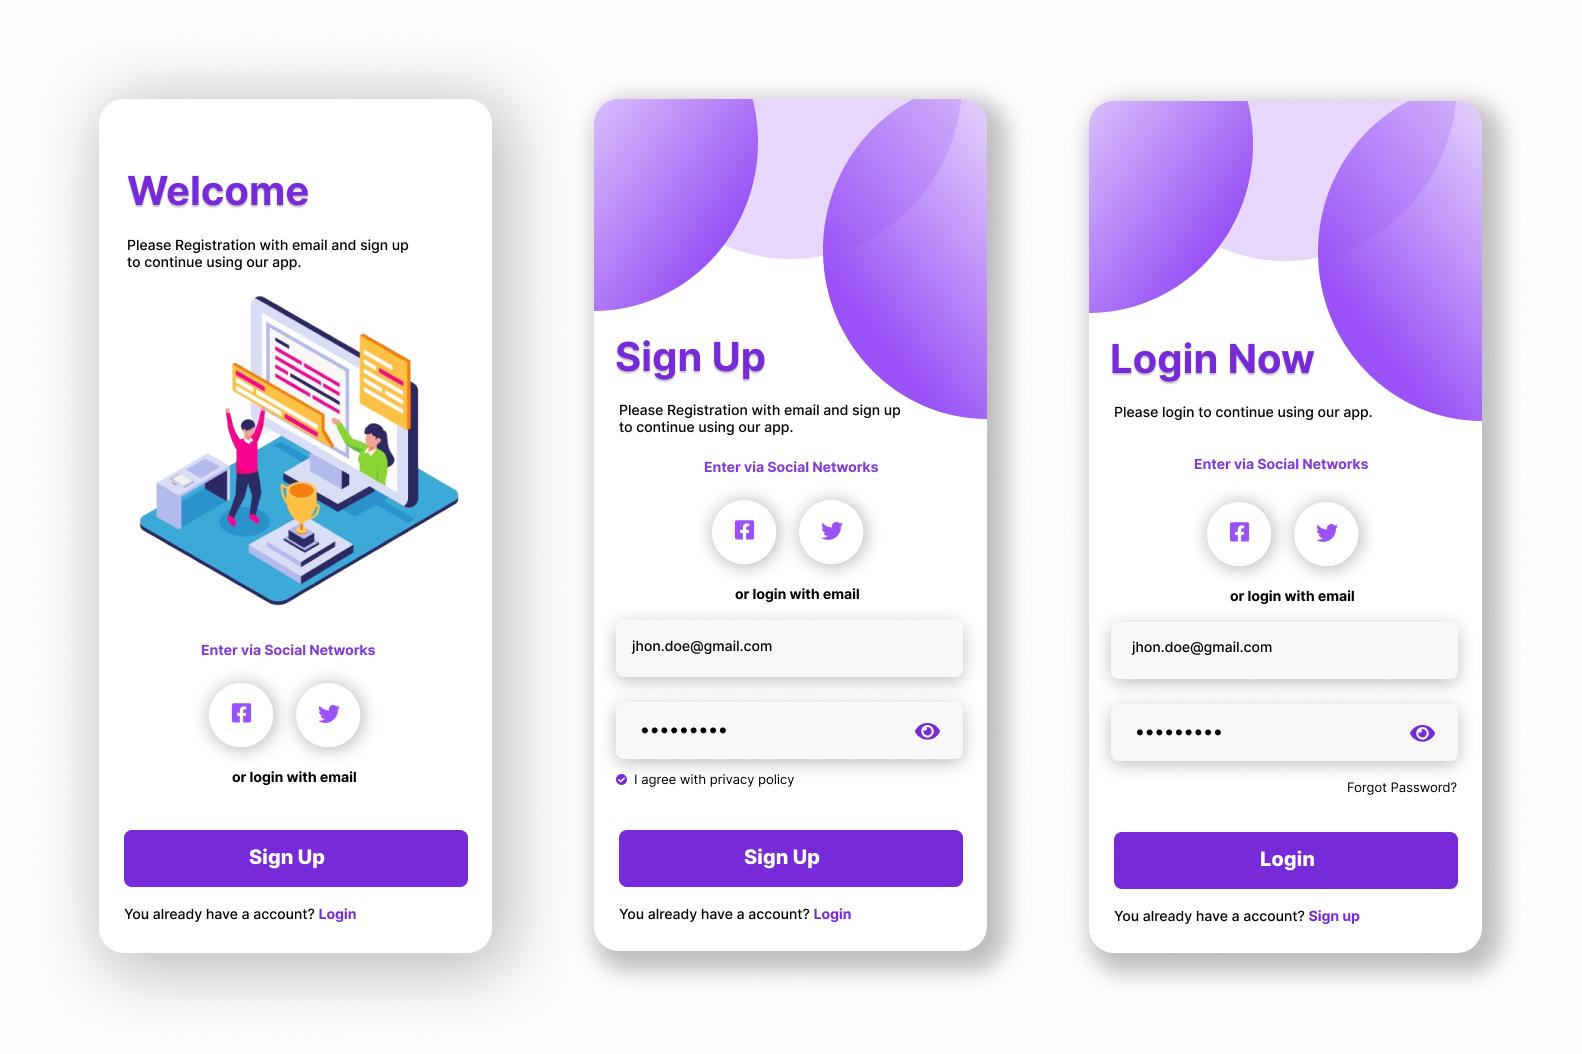 Welcome
Please Registration with email and sign up
to continue using our app.
Enter via Social Networks
or login with email
Sign Up
You already have a account? Login
Sign Up
Please Registration with email and sign up
to continue using our app.
Enter via Social Networks
or login with email
jhon.doe@gmail.com
•••••••••
I agree with privacy policy
Sign Up
You already have a account? Login
Login Now
Please login to continue using our app.
Enter via Social Networks
or login with email
jhon.doe@gmail.com
•••••••••
Forgot Password?
Login
You already have a account? Sign up